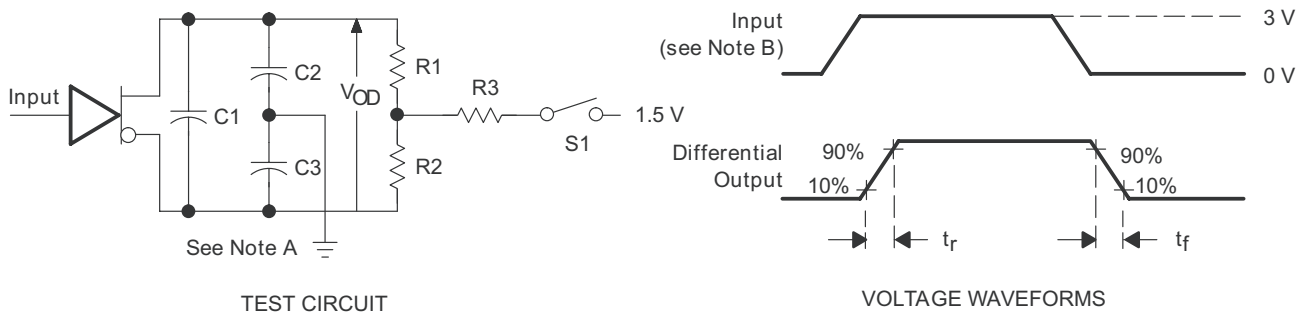 Input
C1
C2
C3
V_OD
R1
R2
R3
S1
1.5 V
See Note A
TEST CIRCUIT
Input
(see Note B)
3 V
0 V
Differential
Output
90%
10%
90%
10%
t_r
t_f
VOLTAGE WAVEFORMS